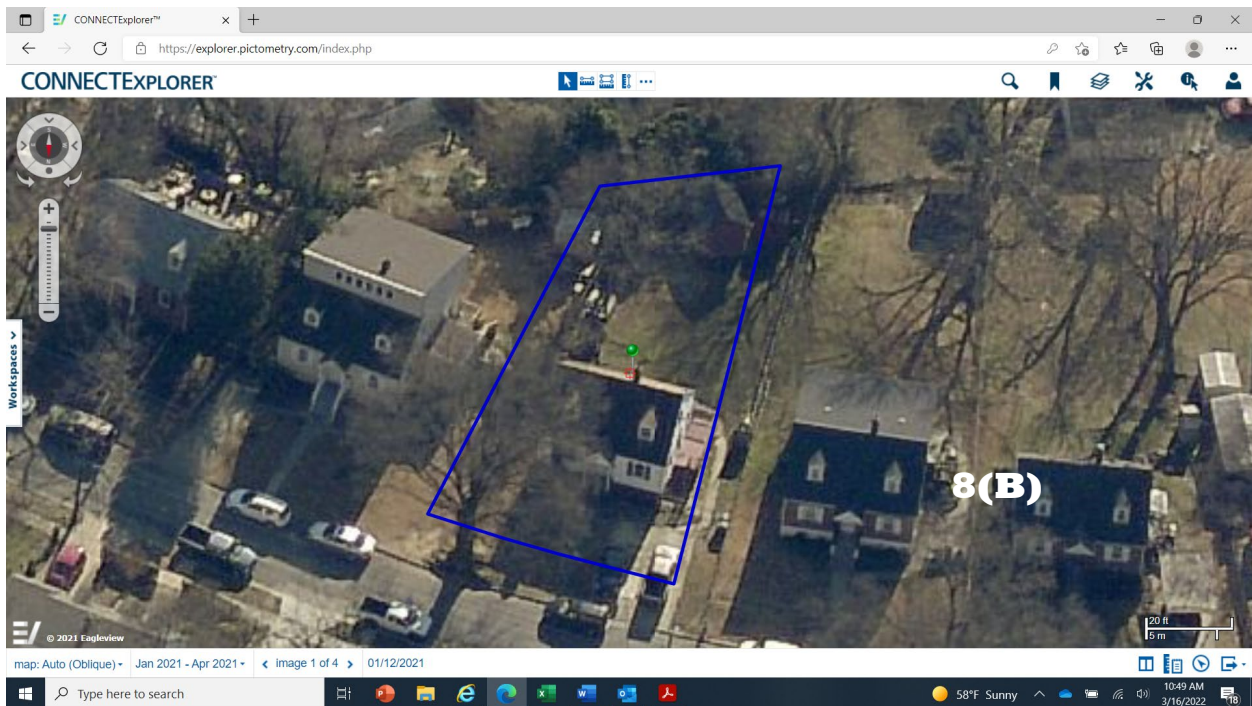 CONNECTExplorer™
https://explorer.pictometry.com/index.php
CONNECTEXPLORER™
Workspaces >
8(B)
20 ft
5 m
© 2021 Eagleview
map: Auto (Oblique) Jan 2021 - Apr 2021 < image 1 of 4 > 01/12/2021
Type here to search
58°F Sunny
10:49 AM
3/16/2022
18